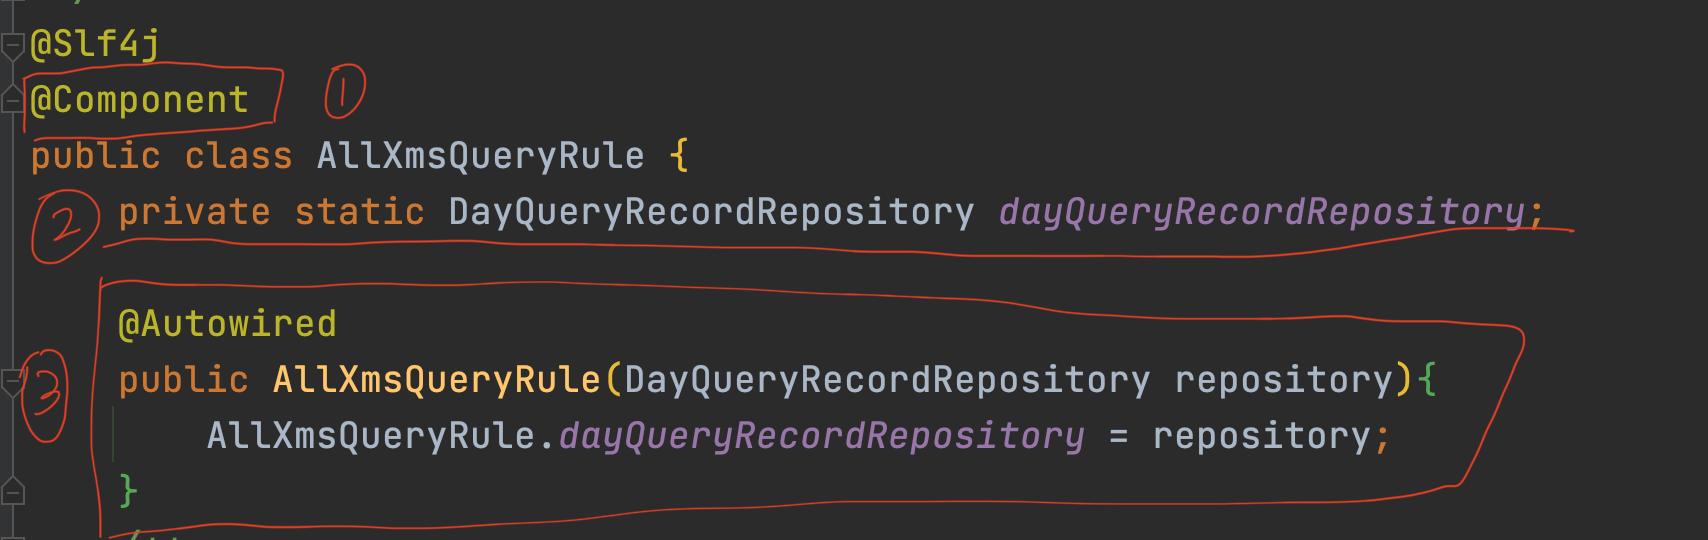 @Slf4j
@Component ①
public class AllXmsQueryRule {
② private static DayQueryRecordRepository dayQueryRecordRepository;
@Autowired
③ public AllXmsQueryRule(DayQueryRecordRepository repository){
AllXmsQueryRule.dayQueryRecordRepository = repository;
}